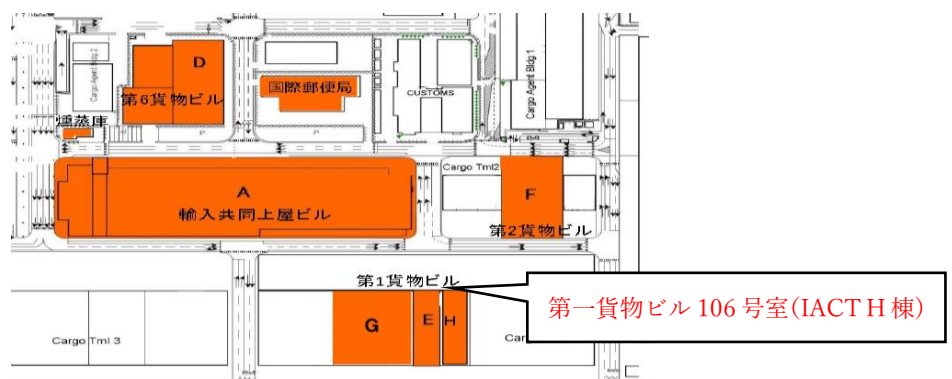 Cargo Agent Bldg 2
D
第6貨物ビル
燻蒸庫
国際郵便局
CUSTOMS
Cargo Agent Bldg 1
P
P
A
輸入共同上屋ビル
Cargo Tml2
F
第2貨物ビル
第1貨物ビル
Cargo Tml 3
G
E
H
Car
第一貨物ビル 106 号室(IACT H 棟)